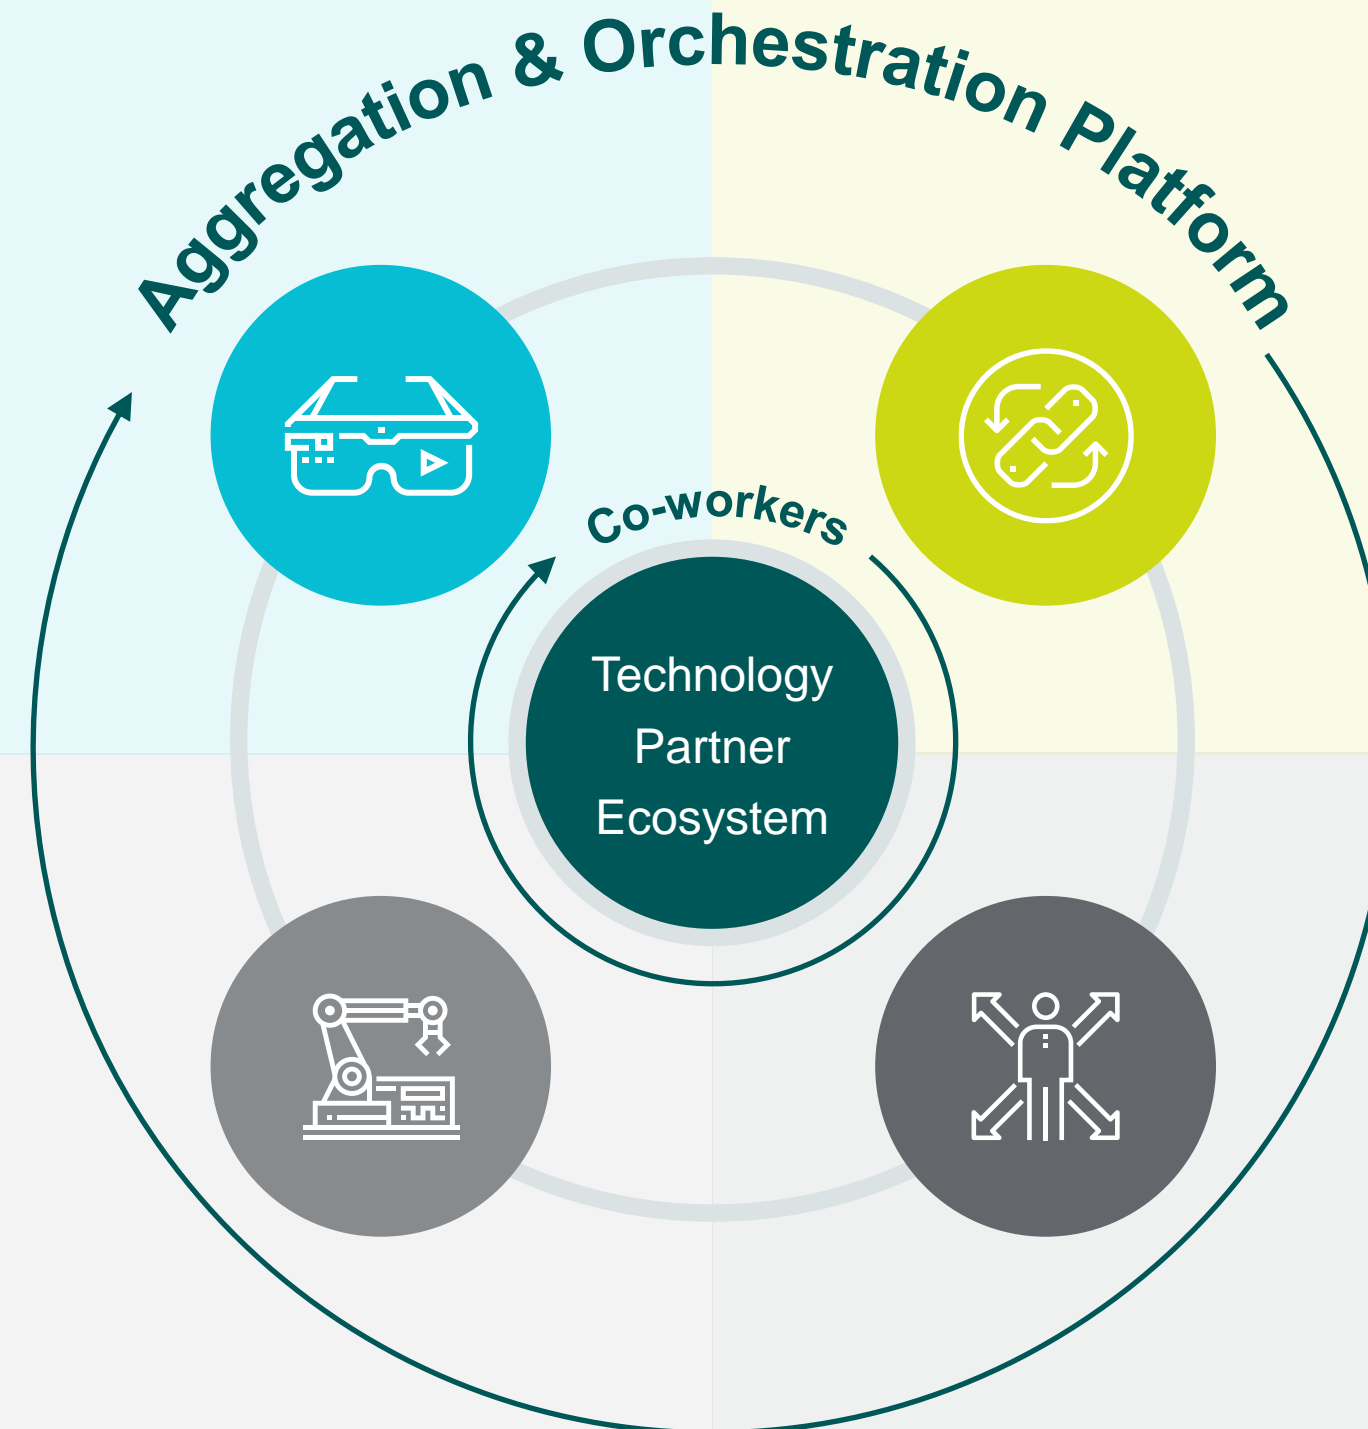 Aggregation & Orchestration Platform
Co-workers
Technology
Partner
Ecosystem